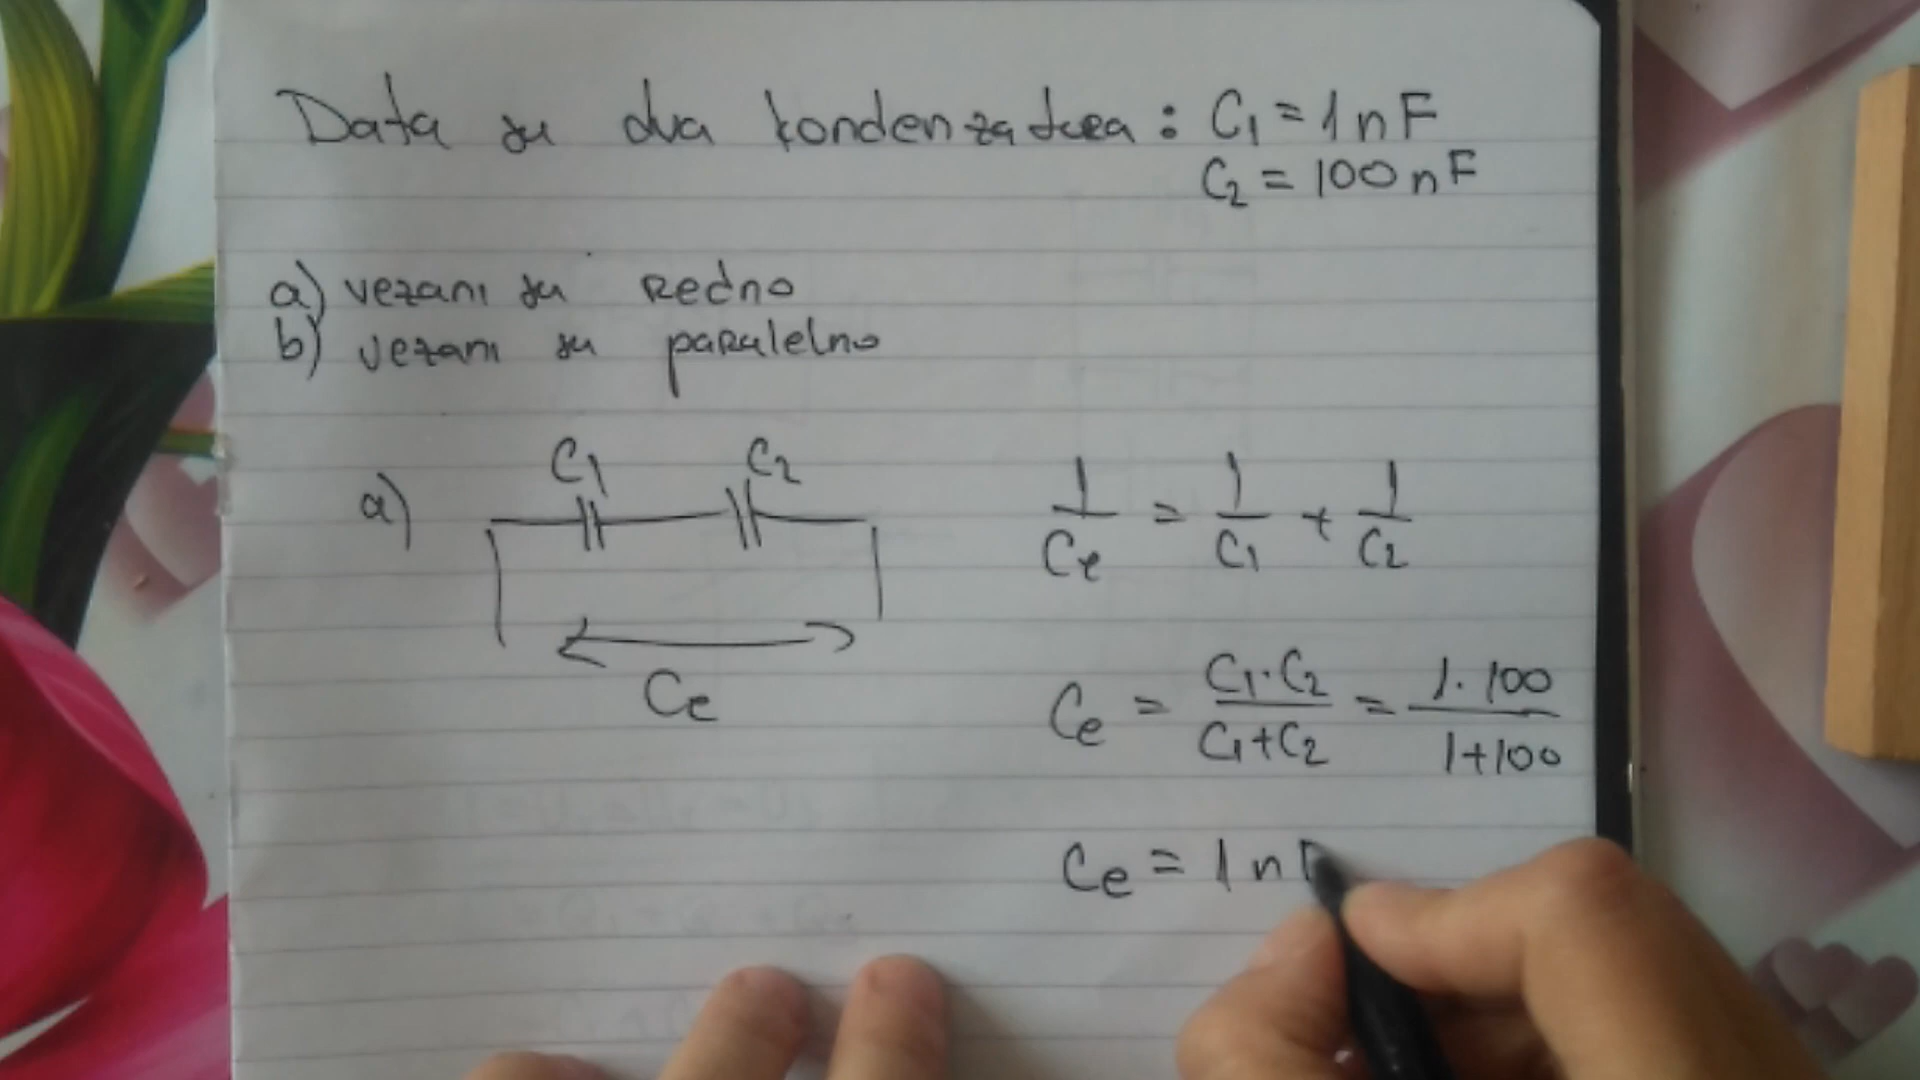 Data su dva kondenzatora: C1 = 1nF
C2 = 100nF
a) vezani su redno
b) vezani su paralelno
a) C1 C2
Ce
1/Ce = 1/C1 + 1/C2
Ce = C1·C2/C1+C2 = 1·100/1+100
Ce = 1n